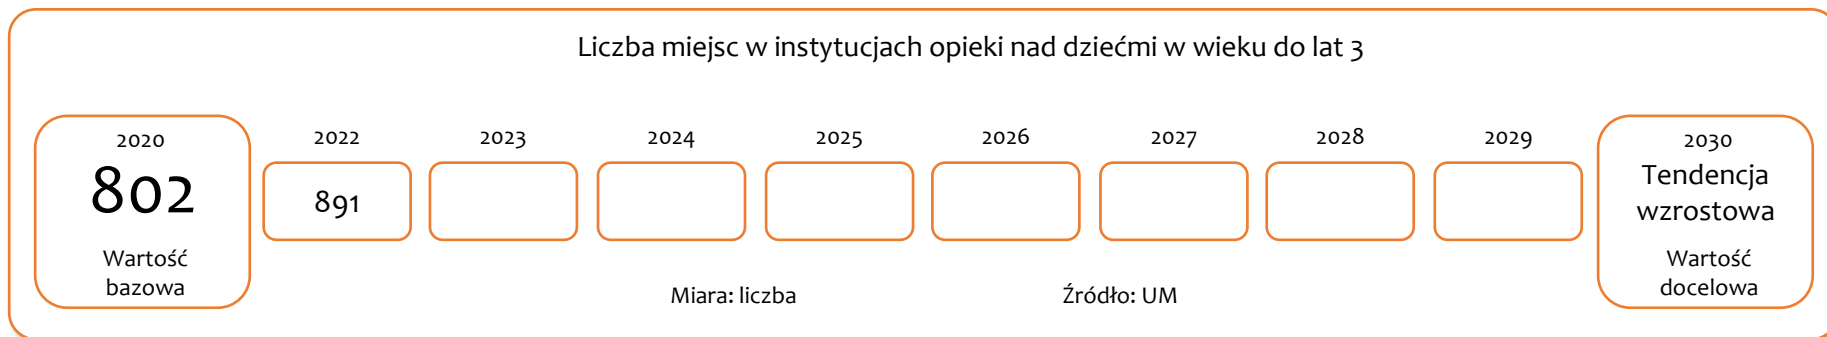 Liczba miejsc w instytucjach opieki nad dziećmi w wieku do lat 3
2020
802
Wartość
bazowa
2022
891
2023
2024
2025
2026
2027
2028
2029
2030
Tendencja
wzrostowa
Wartość
docelowa
Miara: liczba
Źródło: UM